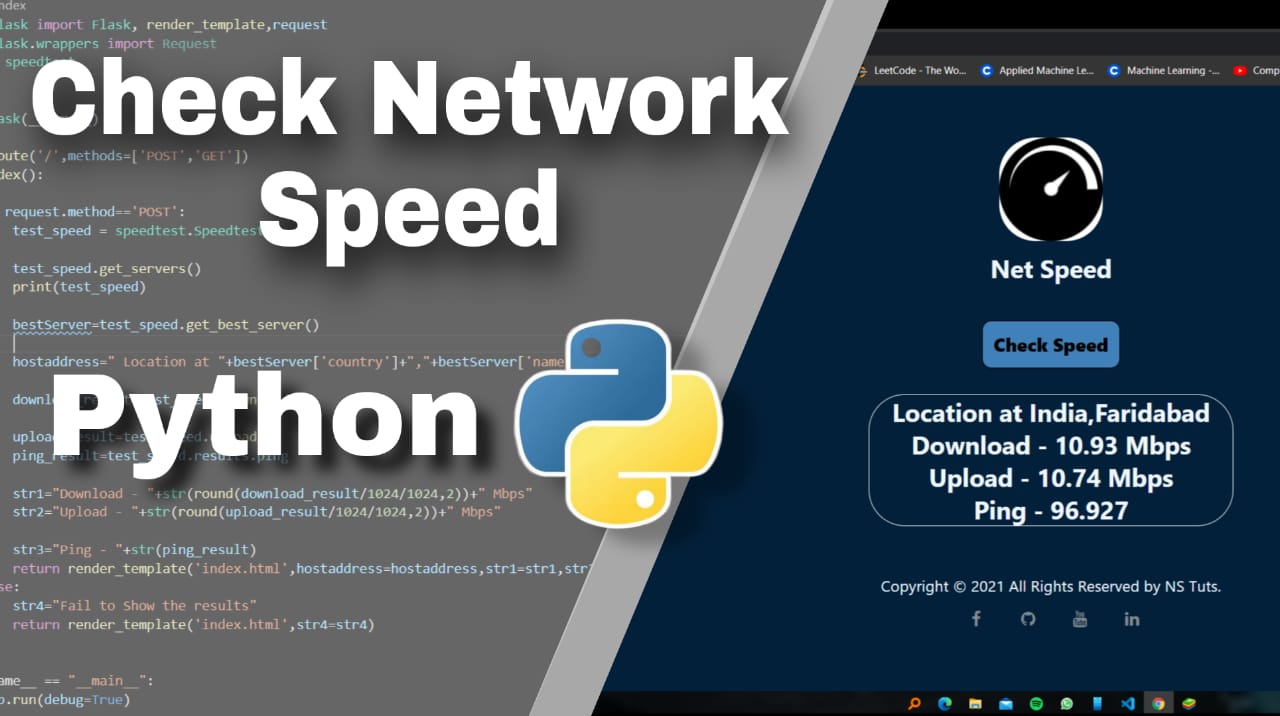 ndex
lask import Flask, render_template,request
lask.wrappers import Request
speedtest
Check Network
Speed
ask(
oute('/',methods=['POST','GET'])
dex():
request.method=='POST':
test_speed = speedtest.Speedtest
test_speed.get_servers()
print(test_speed)
bestServer=test_speed.get_best_server()
hostaddress=" Location at "+bestServer['country']+","+bestServer['name
Python
str1="Download - "+str(round(download_result/1024/1024,2))+" Mbps"
str2="Upload - "+str(round(upload_result/1024/1024,2))+" Mbps"
str3="Ping - "+str(ping_result)
return render_template('index.html',hostaddress=hostaddress,str1=str1,str
se:
str4="Fail to Show the results"
return render_template('index.html',str4=str4)
ame__ == "__main__":
p.run(debug=True)
LeetCode - The Wo... Applied Machine Le... Machine Learning -... Comp
Net Speed
Check Speed
Location at India,Faridabad
Download - 10.93 Mbps
Upload - 10.74 Mbps
Ping - 96.927
Copyright © 2021 All Rights Reserved by NS Tuts.